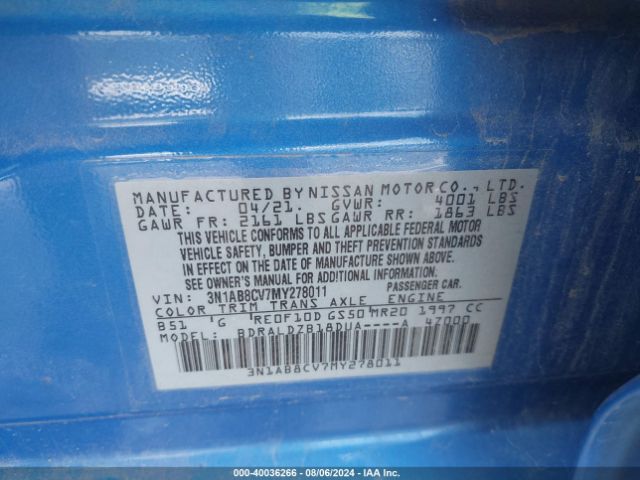 MANUFACTURED BY NISSAN MOTOR CO., LTD.
DATE: 04/21. GVWR: 4001 LBS
GAWR FR: 2161 LBS GAWR RR: 1863 LBS
THIS VEHICLE CONFORMS TO ALL APPLICABLE FEDERAL MOTOR
VEHICLE SAFETY, BUMPER AND THEFT PREVENTION STANDARDS
IN EFFECT ON THE DATE OF MANUFACTURE SHOWN ABOVE.
SEE OWNER'S MANUAL FOR ADDITIONAL INFORMATION.
VIN: 3N1AB8CV7MY278011 PASSENGER CAR.
COLOR TRIM TRANS AXLE ENGINE
B51 'G 'RE0F10D GS50 MR20 1997 CC
MODEL: BDRALDZB18DUA----A 4Z000
3N1AB8CV7MY278011
000-40036266 - 08/06/2024 - IAA Inc.